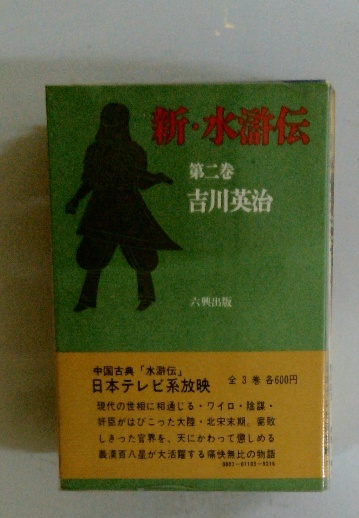 新・水滸伝
第二巻
吉川英治
六興出版
中国古典「水滸伝」
日本テレビ系放映
全3巻 各600円
現代の世相に相通じる・ワイロ・陰謀・
奸臣がはびこった大陸・北宋末期。腐敗
しきった官界を、天にかわって懲しめる
義漢百八星が大活躍する痛快無比の物語